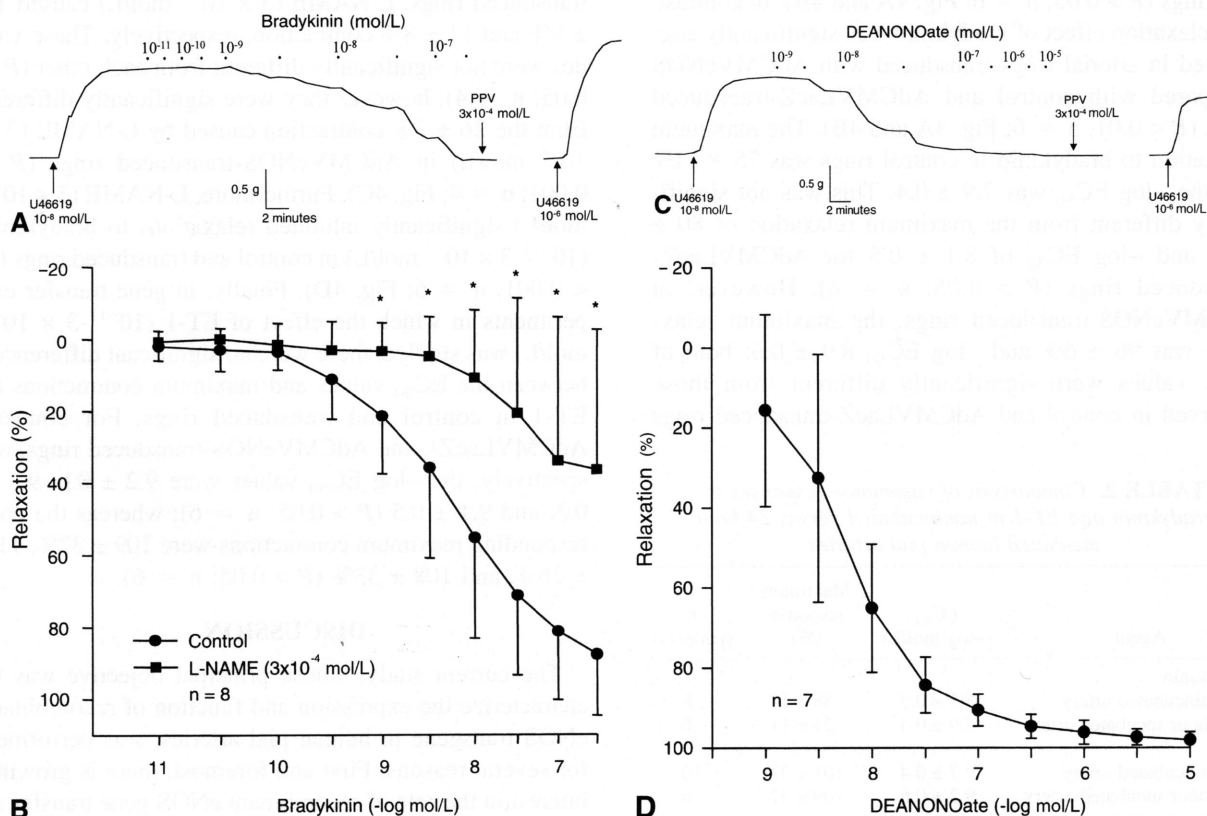 Bradykinin (mol/L)
10-11 10-10 10-9 10-8 10-7
PPV
3x10-4 mol/L
0.5 g
2 minutes
U46619
10-8 mol/L
U46619
10-6 mol/L
A
DEANONOate (mol/L)
10-9 10-8 10-7 10-6 10-5
PPV
3x10-4 mol/L
0.5 g
2 minutes
U46619
10-8 mol/L
U46619
10-6 mol/L
C
Relaxation (%)
-20
0
20
40
60
80
100
* * * * *
Control
L-NAME (3x10-4 mol/L)
n = 8
11 10 9 8 7
B
Bradykinin (-log mol/L)
Relaxation (%)
-20
0
20
40
60
80
100
n = 7
9 8 7 6 5
D
DEANONOate (-log mol/L)